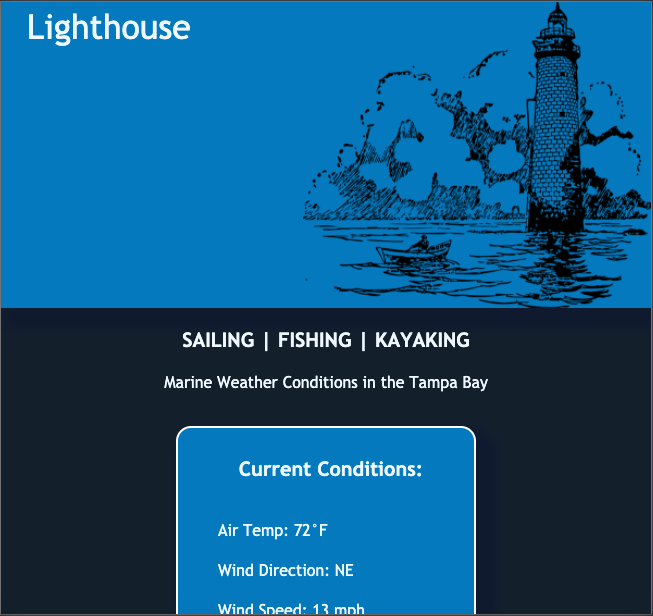 Lighthouse
SAILING | FISHING | KAYAKING
Marine Weather Conditions in the Tampa Bay
Current Conditions:
Air Temp: 72°F
Wind Direction: NE
Wind Speed: 13 mph